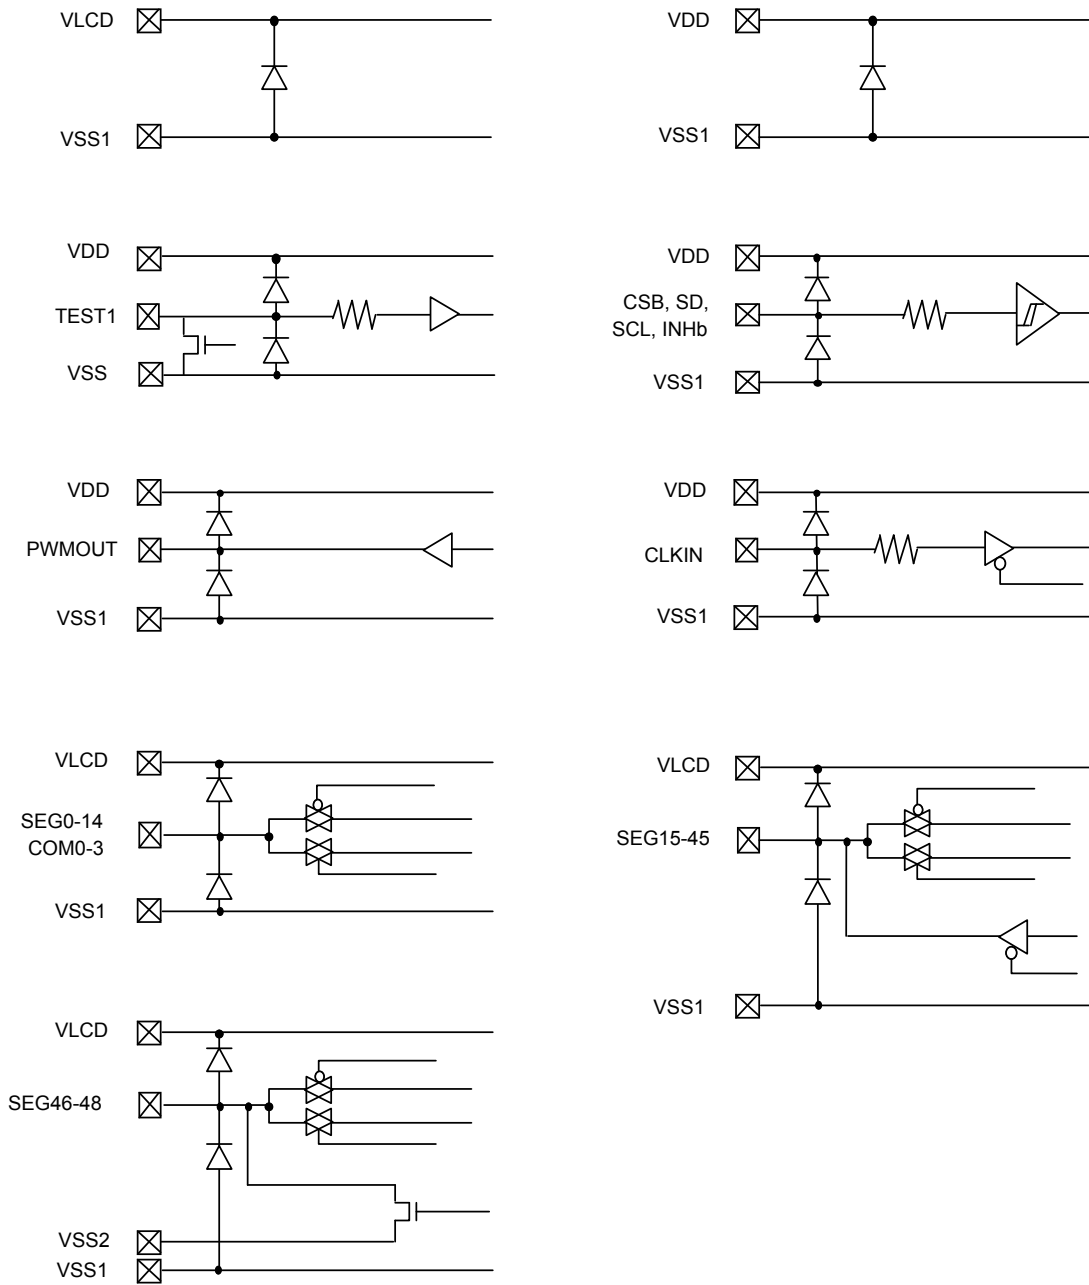 VLCD
VSS1
VDD
VSS1
VDD
TEST1
VSS
VDD
CSB, SD,
SCL, INHb
VSS1
VDD
PWMOUT
VSS1
VDD
CLKIN
VSS1
VLCD
SEG0-14
COM0-3
VSS1
VLCD
SEG15-45
VSS1
VLCD
SEG46-48
VSS2
VSS1